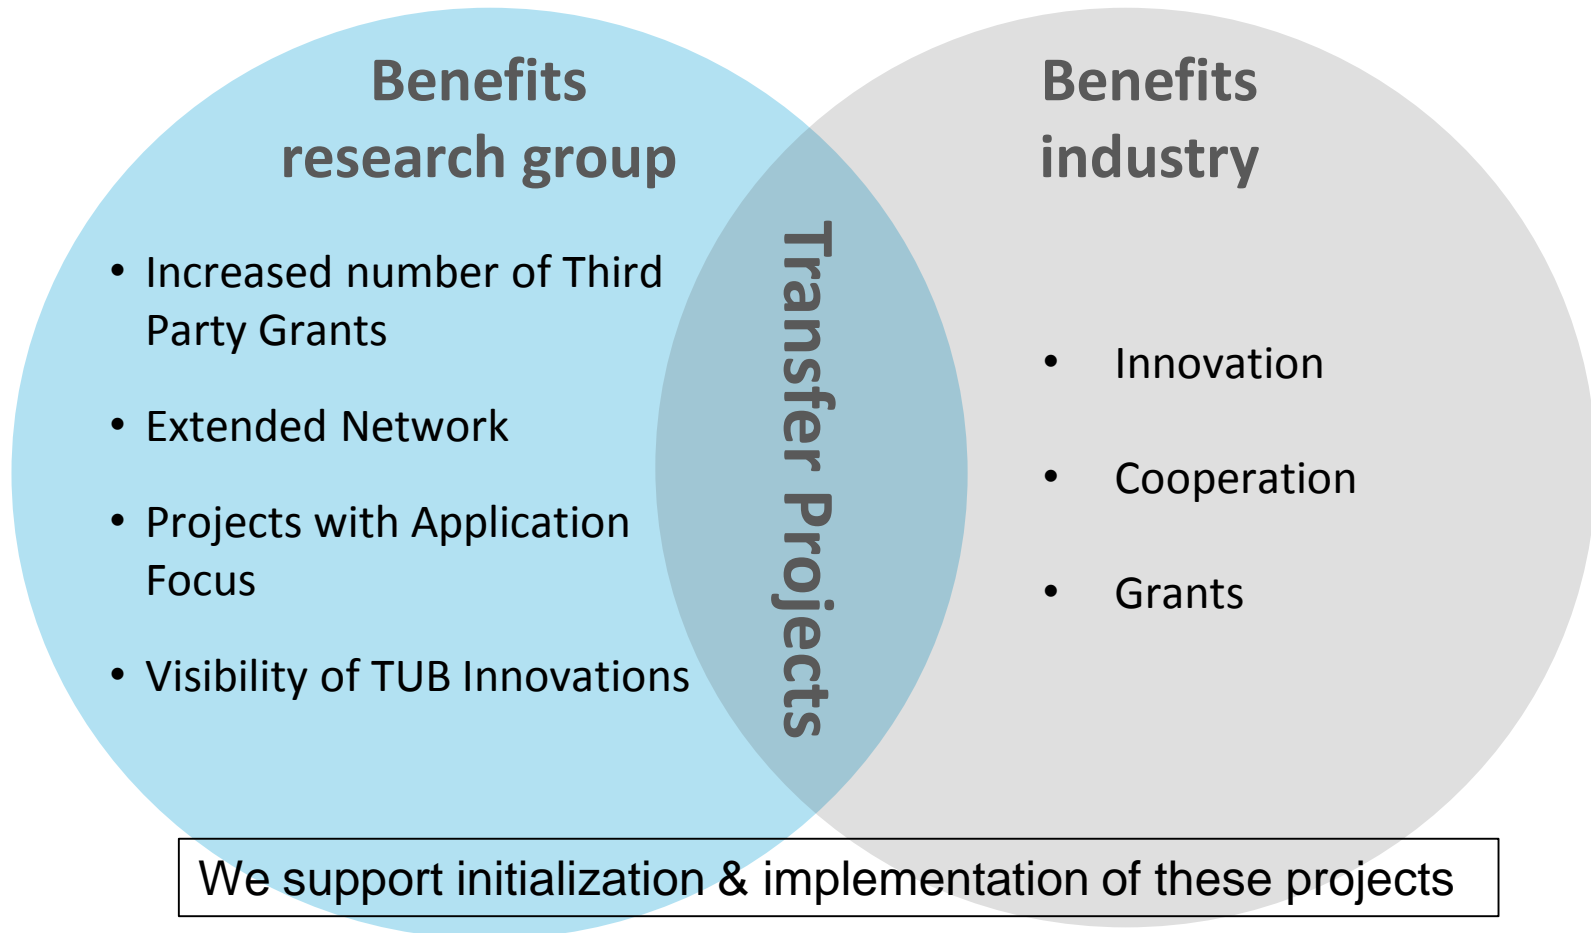 Benefits
research group
• Increased number of Third
Party Grants
• Extended Network
• Projects with Application
Focus
• Visibility of TUB Innovations
Transfer Projects
Benefits
industry
• Innovation
• Cooperation
• Grants
We support initialization & implementation of these projects